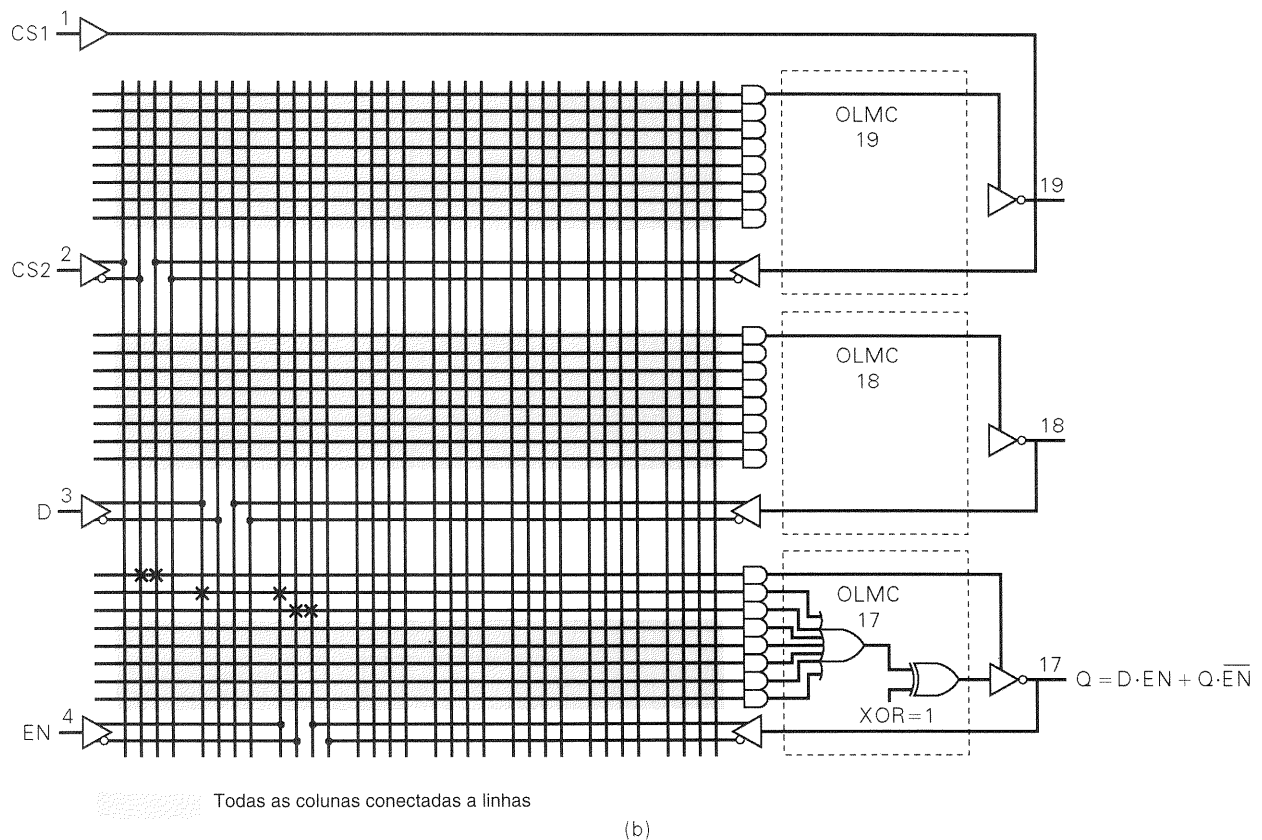 CS1 1
OLMC
19
19
CS2 2
OLMC
18
18
D 3
OLMC
17
17
Q = D·EN + Q·E̅N̅
XOR=1
EN 4
Todas as colunas conectadas a linhas
(b)